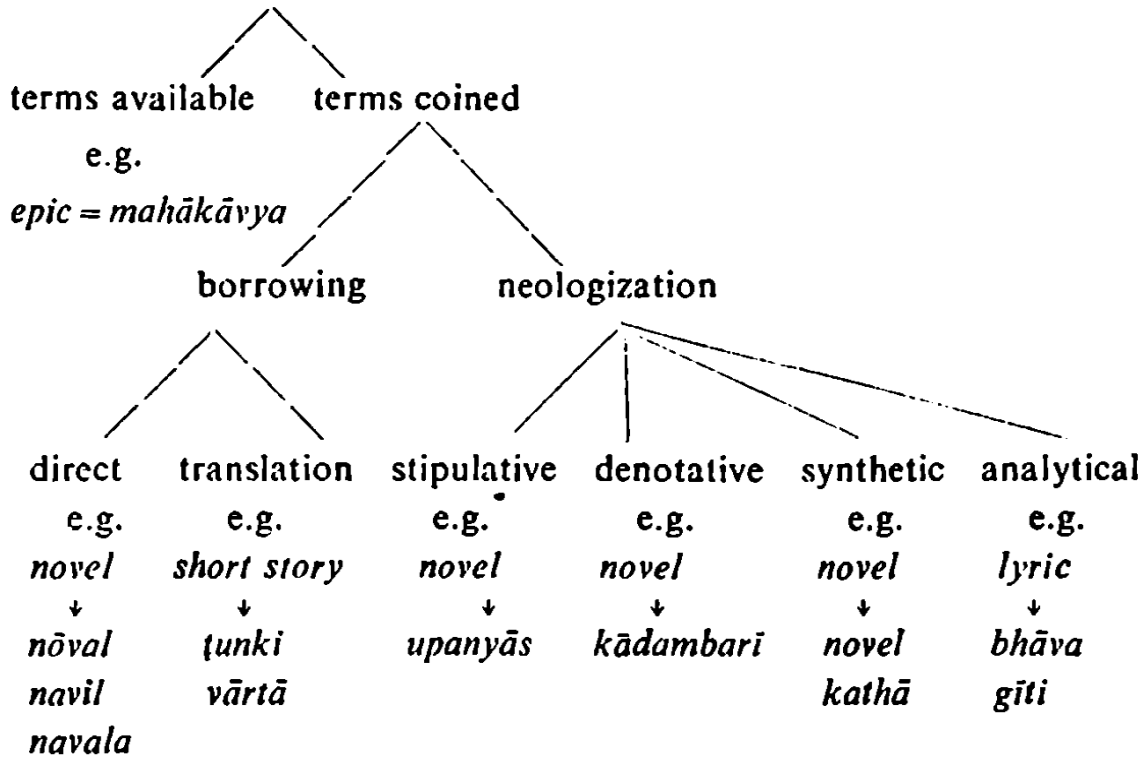 terms available terms coined
e.g.
epic = mahākāvya
borrowing neologization
direct translation stipulative denotative synthetic analytical
e.g. e.g. e.g. e.g. e.g. e.g.
novel short story novel novel novel lyric
↓ ↓ ↓ ↓ ↓ ↓
nōval ṭunki upanyās kādambarī novel bhāva
navil vārtā kathā gīti
navala